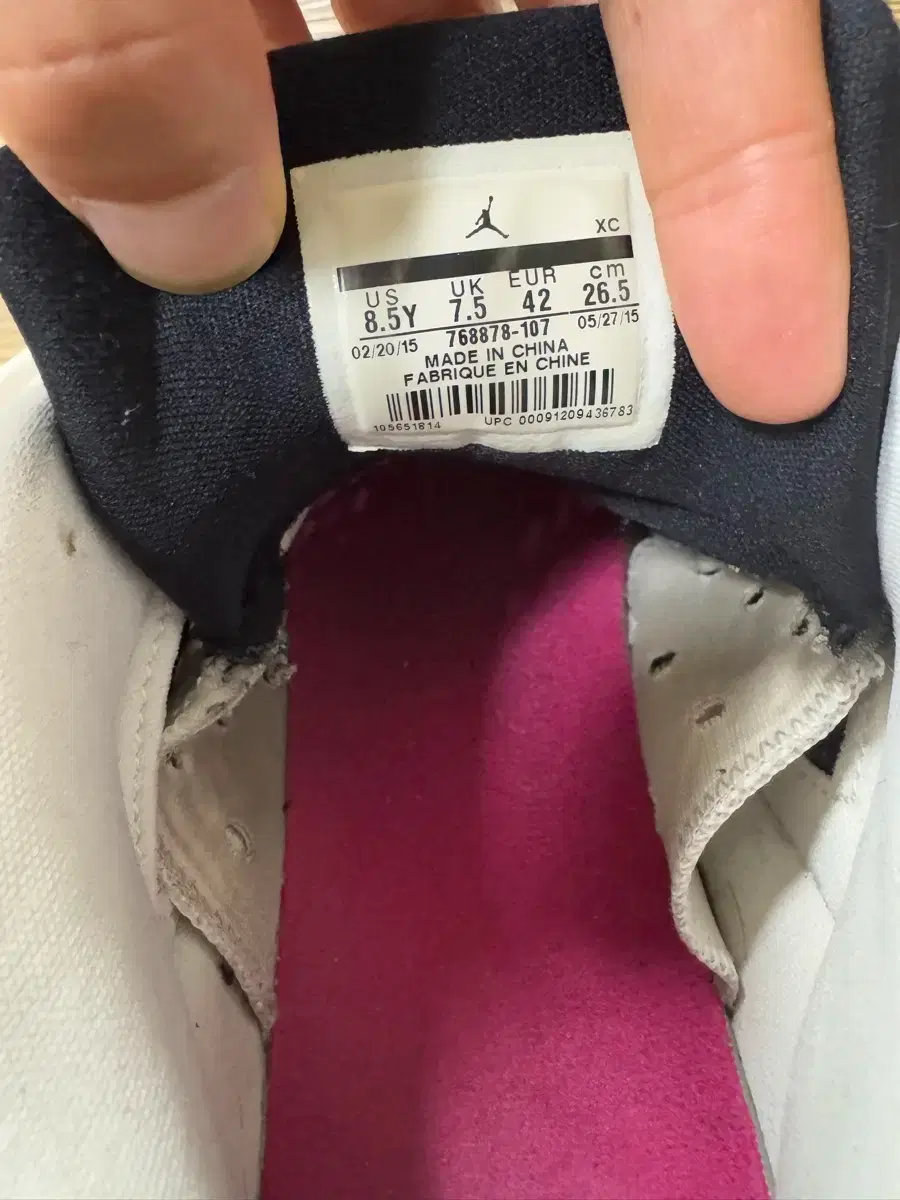 XC
US UK EUR cm
8.5Y 7.5 42 26.5
02/20/15 768878-107 05/27/15
MADE IN CHINA
FABRIQUE EN CHINE
105651814 UPC 00091209436783